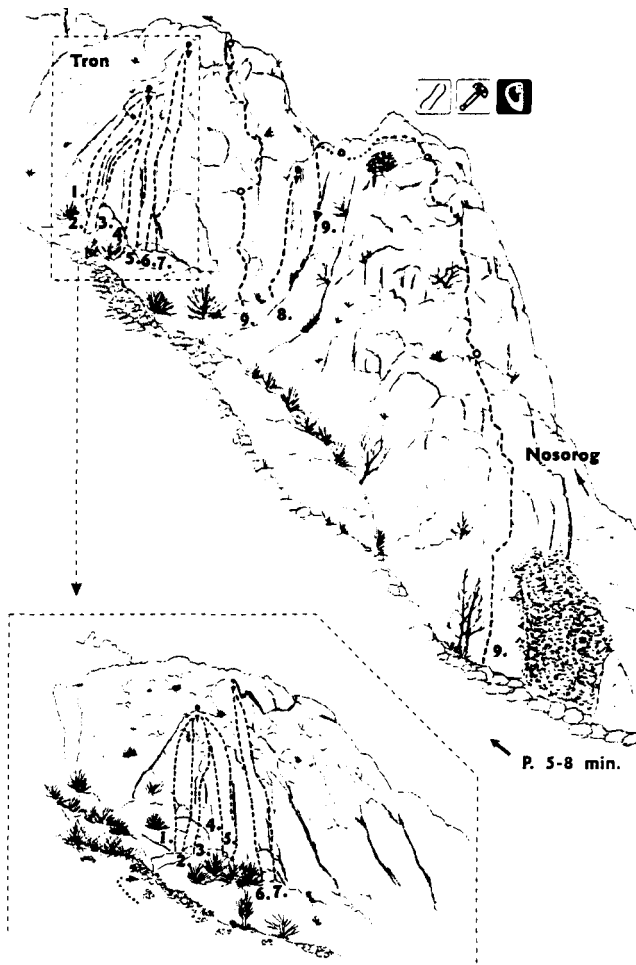 Tron
1.
2. 3.
4
5.6.7.
9.
9. 8.
Nosorog
9.
P. 5-8 min.
1. 4. 5.
2. 3.
6. 7.